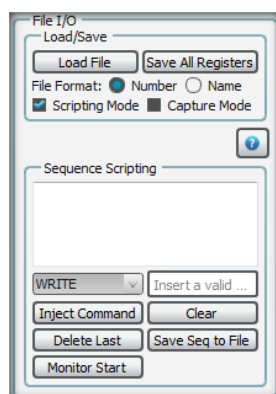 File I/O
Load/Save
Load File Save All Registers
File Format: Number Name
Scripting Mode Capture Mode
?
Sequence Scripting
WRITE Insert a valid ...
Inject Command Clear
Delete Last Save Seq to File
Monitor Start